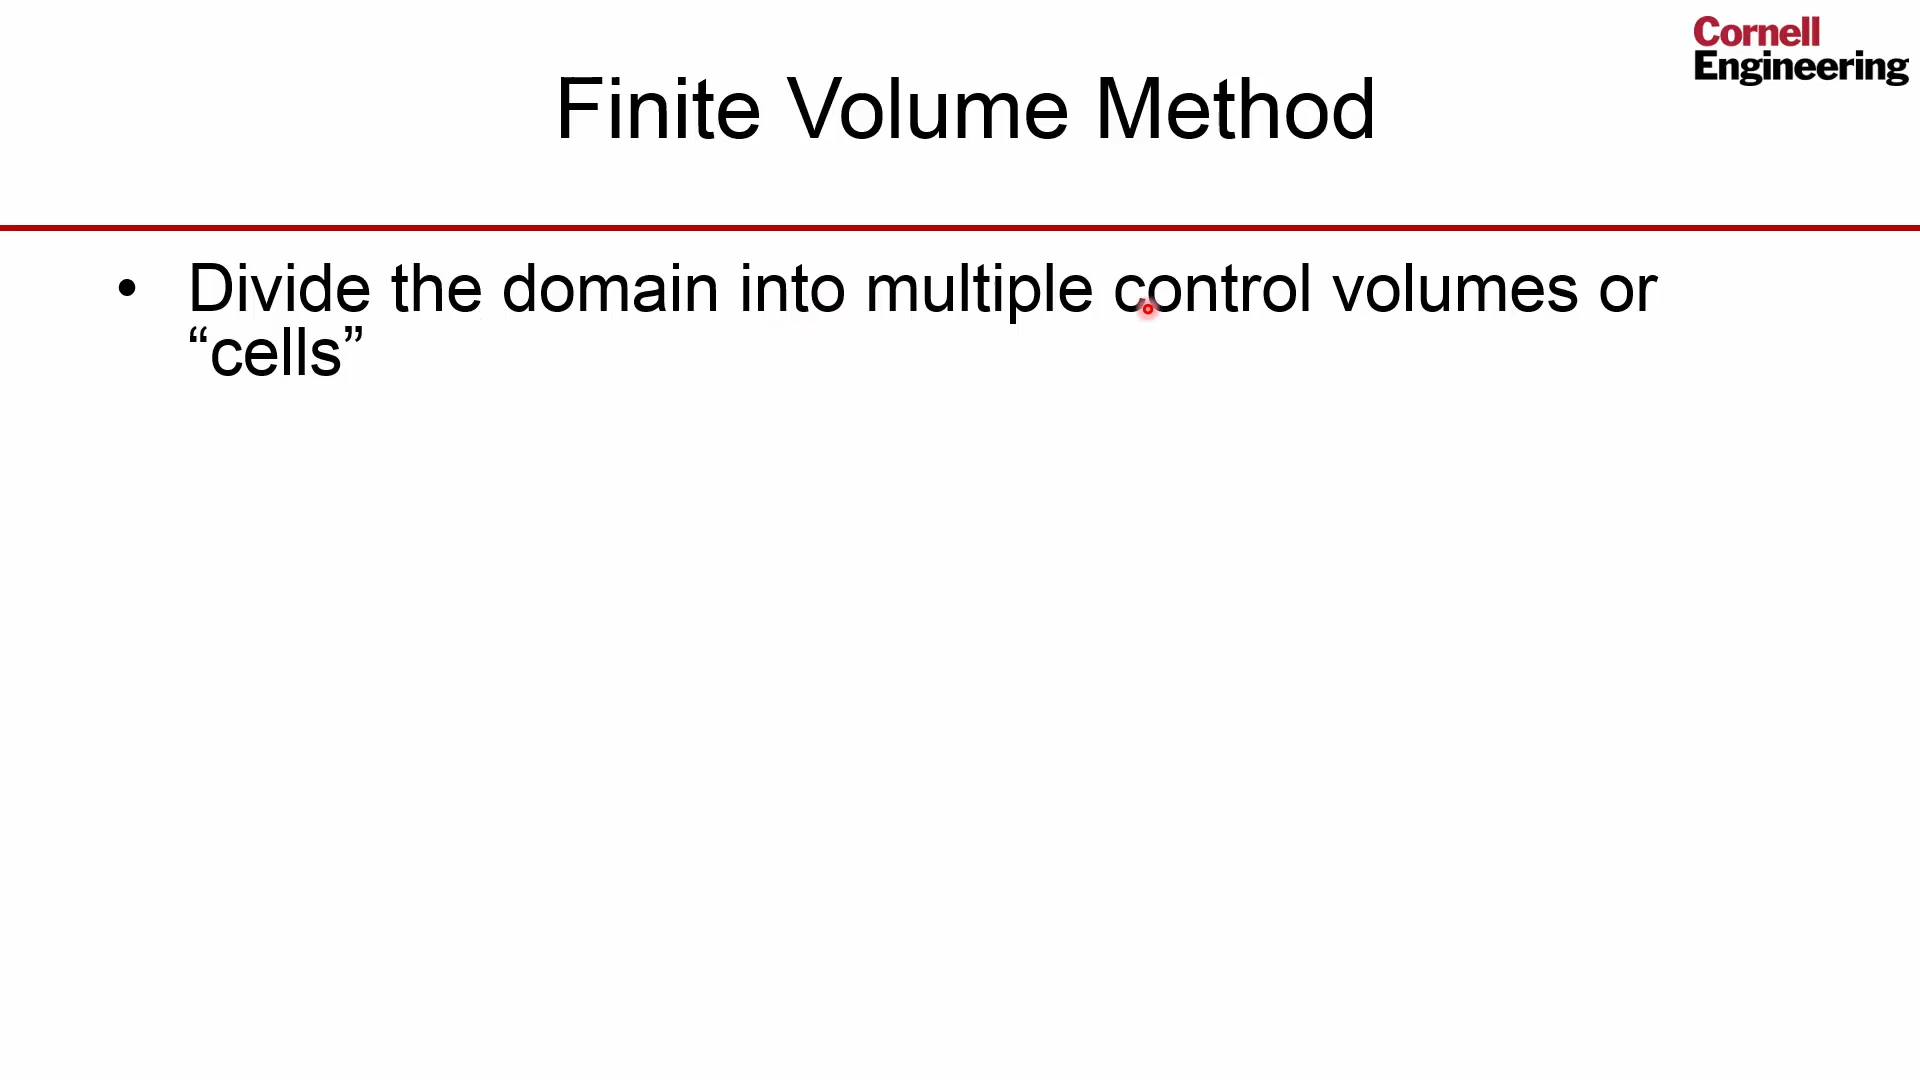 Cornell
Engineering
Finite Volume Method
• Divide the domain into multiple control volumes or
“cells”